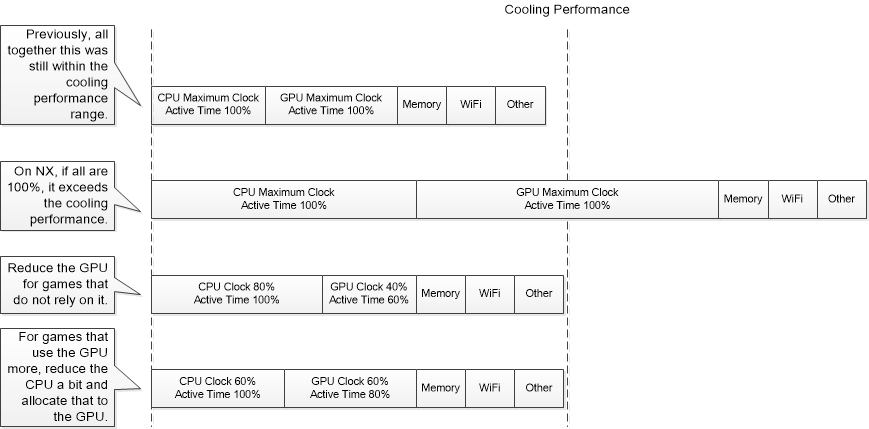 Cooling Performance
Previously, all
together this was
still within the
cooling
performance
range.
CPU Maximum Clock
Active Time 100%
GPU Maximum Clock
Active Time 100%
Memory
WiFi
Other
On NX, if all are
100%, it exceeds
the cooling
performance.
CPU Maximum Clock
Active Time 100%
GPU Maximum Clock
Active Time 100%
Memory
WiFi
Other
Reduce the GPU
for games that
do not rely on it.
CPU Clock 80%
Active Time 100%
GPU Clock 40%
Active Time 60%
Memory
WiFi
Other
For games that
use the GPU
more, reduce the
CPU a bit and
allocate that to
the GPU.
CPU Clock 60%
Active Time 100%
GPU Clock 60%
Active Time 80%
Memory
WiFi
Other